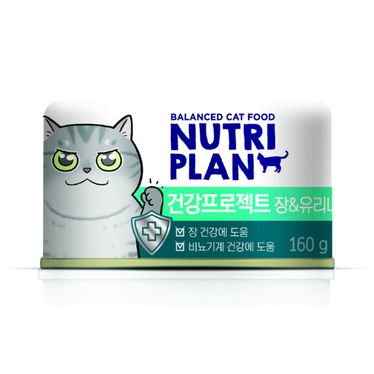 BALANCED CAT FOOD
NUTRI
PLAN
건강프로젝트 장&유리
장 건강에 도움
비뇨기계 건강에 도움
160 g